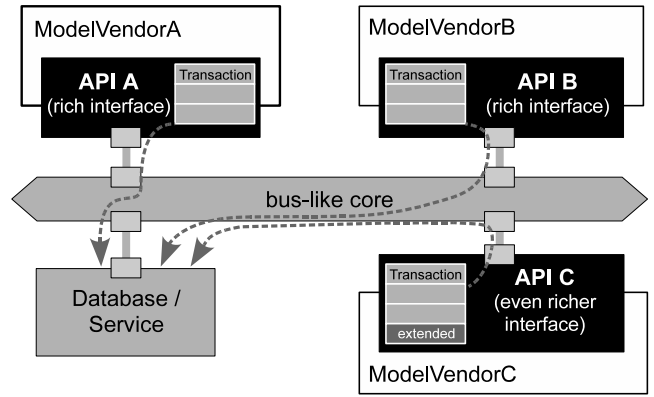 ModelVendorA
API A
(rich interface)
Transaction
ModelVendorB
Transaction
API B
(rich interface)
bus-like core
Database /
Service
Transaction
extended
API C
(even richer
interface)
ModelVendorC